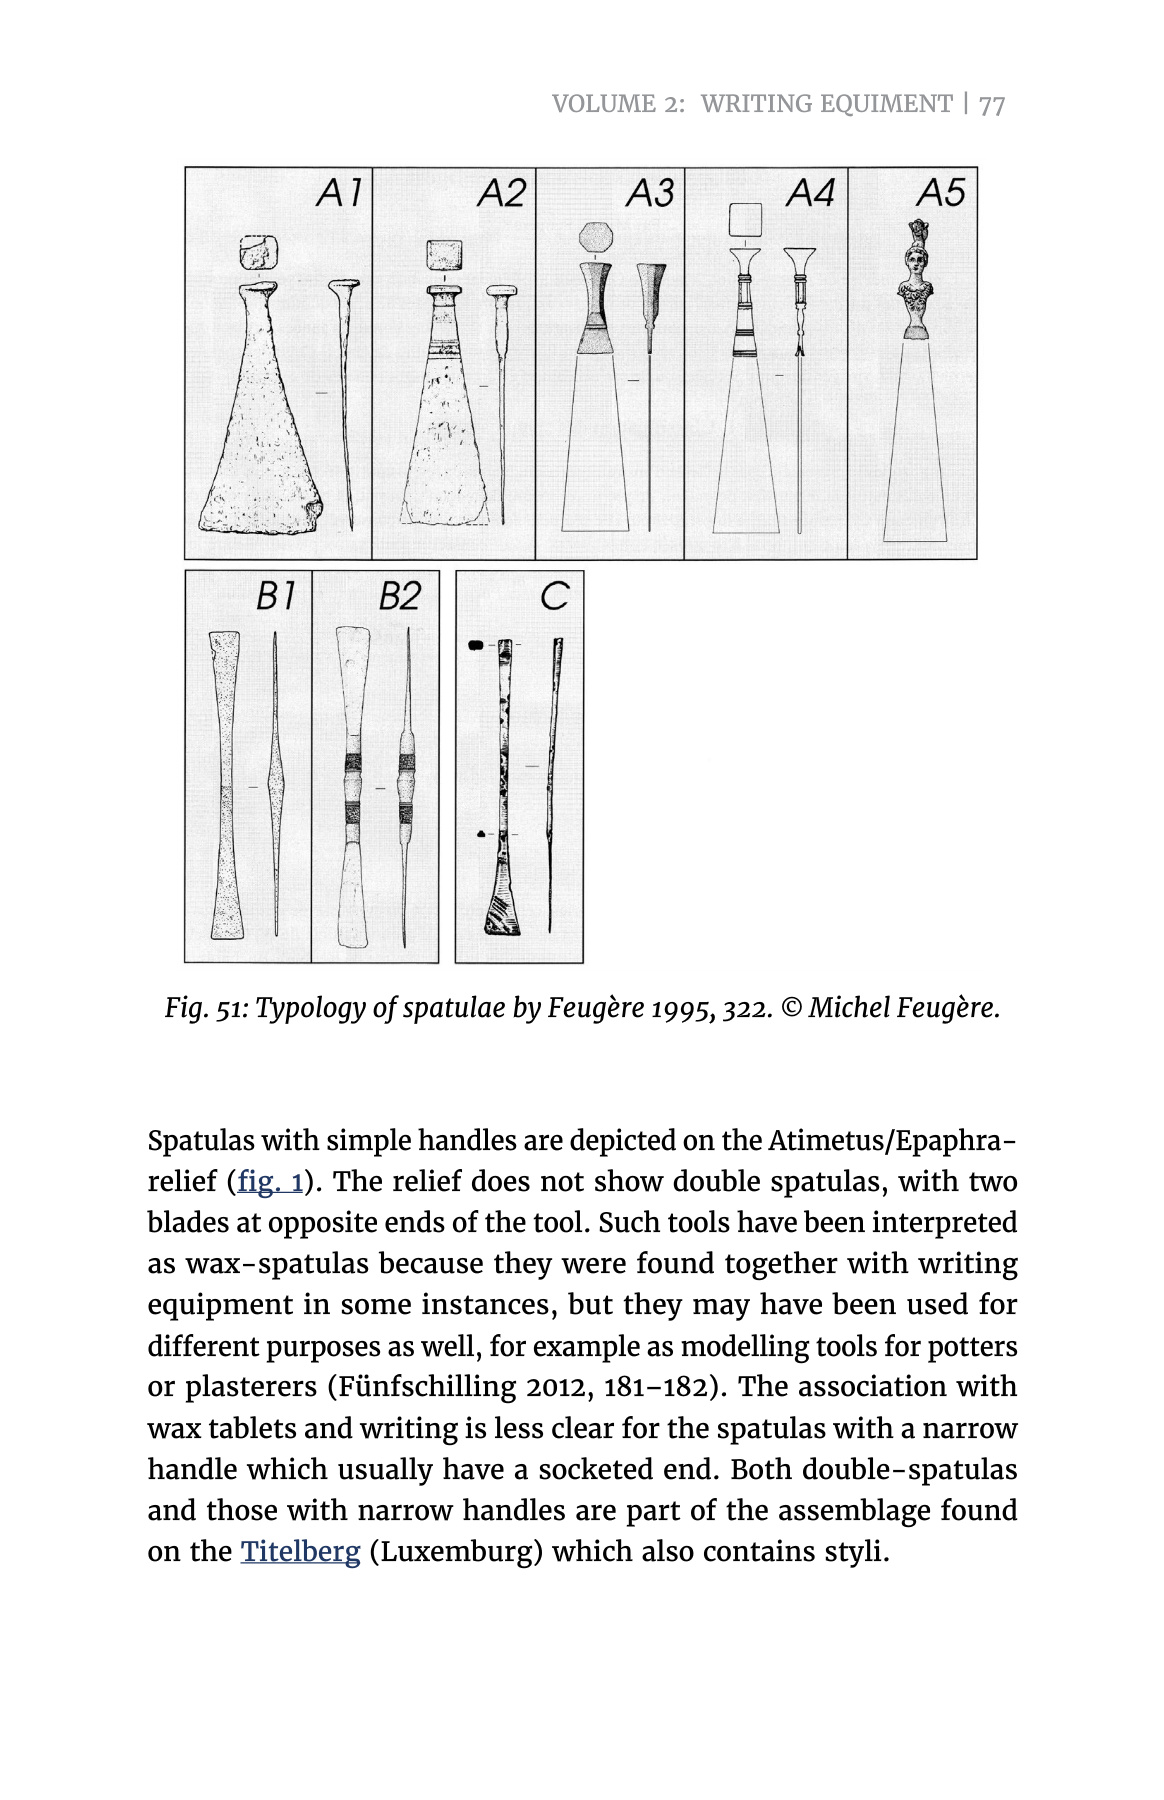 VOLUME 2: WRITING EQUIMENT | 77
A1
A2
A3
A4
A5
B1
B2
C
Fig. 51: Typology of spatulae by Feugère 1995, 322. © Michel Feugère.
Spatulas with simple handles are depicted on the Atimetus/Epaphra-
relief (fig. 1). The relief does not show double spatulas, with two
blades at opposite ends of the tool. Such tools have been interpreted
as wax-spatulas because they were found together with writing
equipment in some instances, but they may have been used for
different purposes as well, for example as modelling tools for potters
or plasterers (Fünfschilling 2012, 181–182). The association with
wax tablets and writing is less clear for the spatulas with a narrow
handle which usually have a socketed end. Both double-spatulas
and those with narrow handles are part of the assemblage found
on the Titelberg (Luxemburg) which also contains styli.